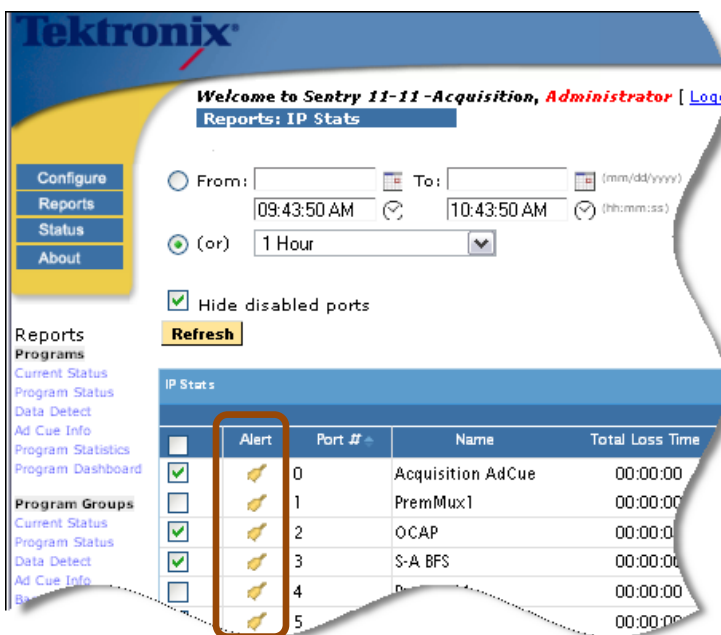 Tektronix
Welcome to Sentry 11-11 -Acquisition, Administrator [
Reports: IP Stats
Configure
Reports
Status
About
From: To: (mm/dd/yyyy)
09:43:50 AM 10:43:50 AM (hh:mm:ss)
(or) 1 Hour
Hide disabled ports
Refresh
Reports
Programs
Current Status
Program Status
Data Detect
Ad Cue Info
Program Statistics
Program Dashboard
Program Groups
Current Status
Program Status
Data Detect
Ad Cue Info
IP Stats
Alert Port # Name Total Loss Time
0 Acquisition AdCue 00:00:00
1 PremMux1 00:00:00
2 OCAP 00:00:0
3 S-A BFS 00:00:00
4 00:00:00
5 00:00:00